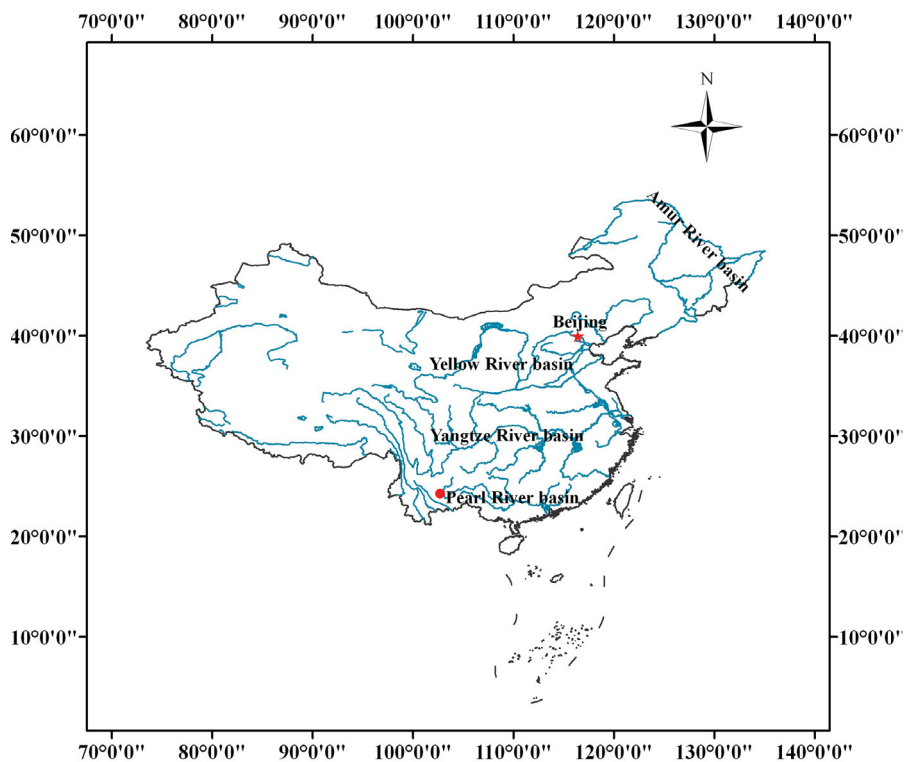 70°0'0" 80°0'0" 90°0'0" 100°0'0" 110°0'0" 120°0'0" 130°0'0" 140°0'0"
N
60°0'0" 60°0'0"
Amur River basin
50°0'0" 50°0'0"
Beijing
40°0'0" 40°0'0"
Yellow River basin
30°0'0" Yangtze River basin 30°0'0"
Pearl River basin
20°0'0" 20°0'0"
10°0'0" 10°0'0"
70°0'0" 80°0'0" 90°0'0" 100°0'0" 110°0'0" 120°0'0" 130°0'0" 140°0'0"